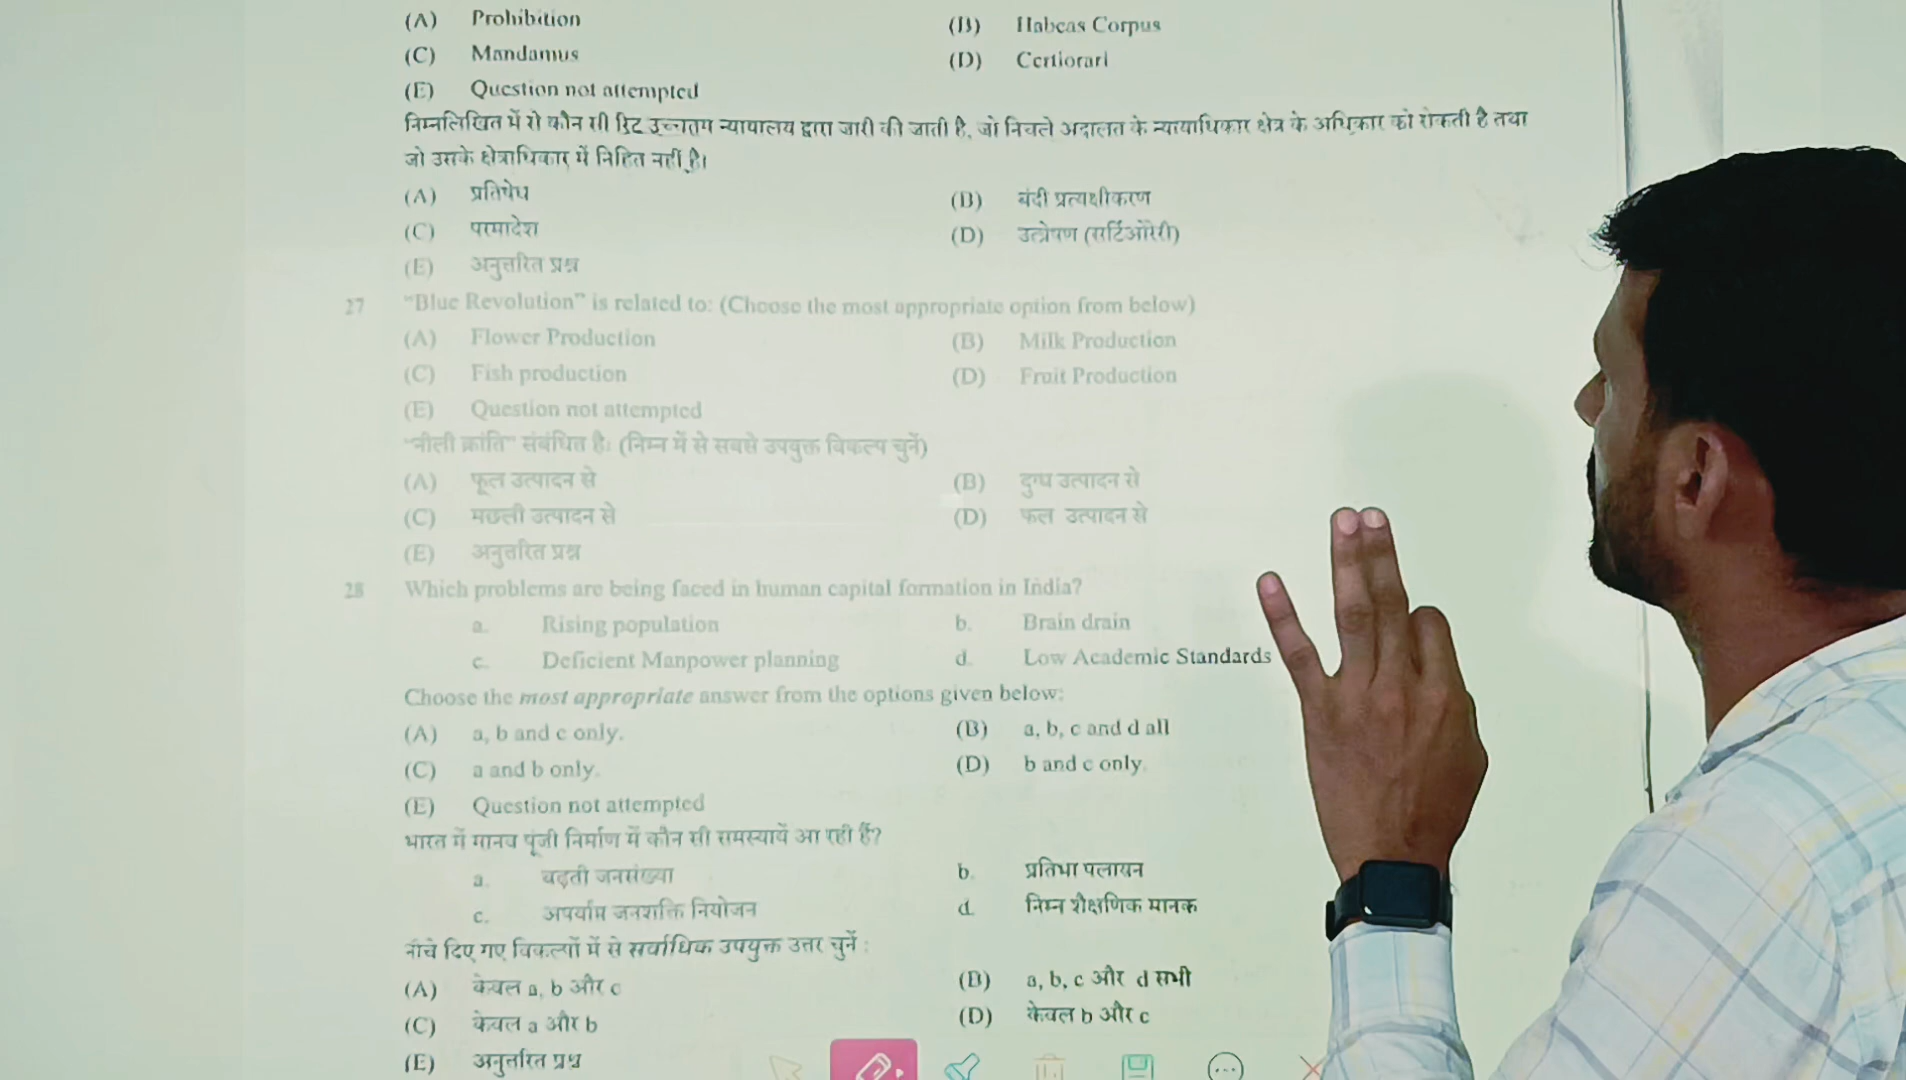 (A) Prohibition (B) Habeas Corpus
(C) Mandamus (D) Certiorari
(E) Question not attempted
निम्नलिखित में से कौन सी रिट उच्चतम न्यायालय द्वारा जारी की जाती है, जो निचले अदालत के न्यायाधिकार क्षेत्र के अधिकार को रोकती है तथा
जो उसके क्षेत्राधिकार में निहित नहीं है।
(A) प्रतिषेध (B) बंदी प्रत्यक्षीकरण
(C) परमादेश (D) उत्प्रेषण (सर्टिओरेरी)
(E) अनुत्तरित प्रश्न
27 “Blue Revolution” is related to: (Choose the most appropriate option from below)
(A) Flower Production (B) Milk Production
(C) Fish production (D) Fruit Production
(E) Question not attempted
“नीली क्रांति” संबंधित है: (निम्न में से सबसे उपयुक्त विकल्प चुनें)
(A) फूल उत्पादन से (B) दुग्ध उत्पादन से
(C) मछली उत्पादन से (D) फल उत्पादन से
(E) अनुत्तरित प्रश्न
28 Which problems are being faced in human capital formation in India?
a. Rising population b. Brain drain
c. Deficient Manpower planning d. Low Academic Standards
Choose the most appropriate answer from the options given below:
(A) a, b and c only. (B) a, b, c and d all
(C) a and b only. (D) b and c only.
(E) Question not attempted
भारत में मानव पूंजी निर्माण में कौन सी समस्यायें आ रही हैं?
a. बढ़ती जनसंख्या b. प्रतिभा पलायन
c. अपर्याप्त जनशक्ति नियोजन d. निम्न शैक्षणिक मानक
नीचे दिए गए विकल्पों में से सर्वाधिक उपयुक्त उत्तर चुनें :
(A) केवल a, b और c (B) a, b, c और d सभी
(C) केवल a और b (D) केवल b और c
(E) अनुत्तरित प्रश्न